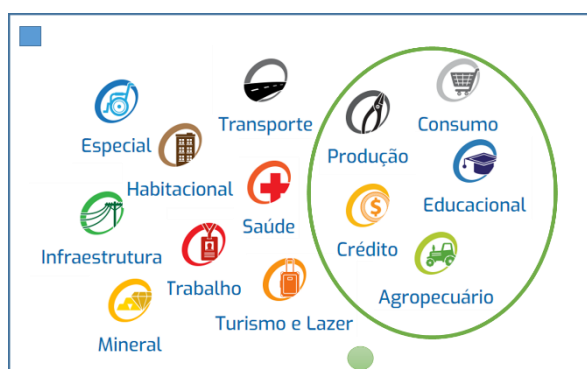 Transporte
Consumo
Especial
Produção
Habitacional
Educacional
Saúde
Crédito
Infraestrutura
Trabalho
Agropecuário
Turismo e Lazer
Mineral